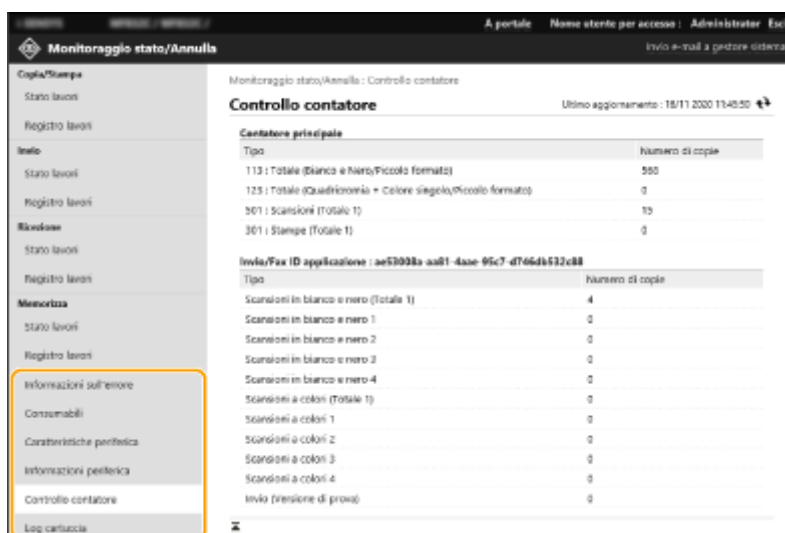 A portale Nome utente per accesso : Administrator Esci
Monitoraggio stato/Annulla
Invio e-mail a gestore sistema
Copia/Stampa
Stato lavori
Registro lavori
Invio
Stato lavori
Registro lavori
Ricezione
Stato lavori
Registro lavori
Memorizza
Stato lavori
Registro lavori
Informazioni sull'errore
Consumabili
Caratteristiche periferica
Informazioni periferica
Controllo contatore
Log cartuccia
Monitoraggio stato/Annulla : Controllo contatore
Controllo contatore
Ultimo aggiornamento : 18/11 2020 11:45:50
Contatore principale
Tipo Numero di copie
113 : Totale (Bianco e Nero/Piccolo formato) 560
123 : Totale (Quadricromia + Colore singolo/Piccolo formato) 0
501 : Scansioni (Totale 1) 15
301 : Stampe (Totale 1) 0
Invia/Fax ID applicazione : ae53008a-aa81-4aae-95c7-d746db532c88
Tipo Numero di copie
Scansioni in bianco e nero (Totale 1) 4
Scansioni in bianco e nero 1 0
Scansioni in bianco e nero 2 0
Scansioni in bianco e nero 3 0
Scansioni in bianco e nero 4 0
Scansioni a colori (Totale 1) 0
Scansioni a colori 1 0
Scansioni a colori 2 0
Scansioni a colori 3 0
Scansioni a colori 4 0
Invio (Versione di prova) 0